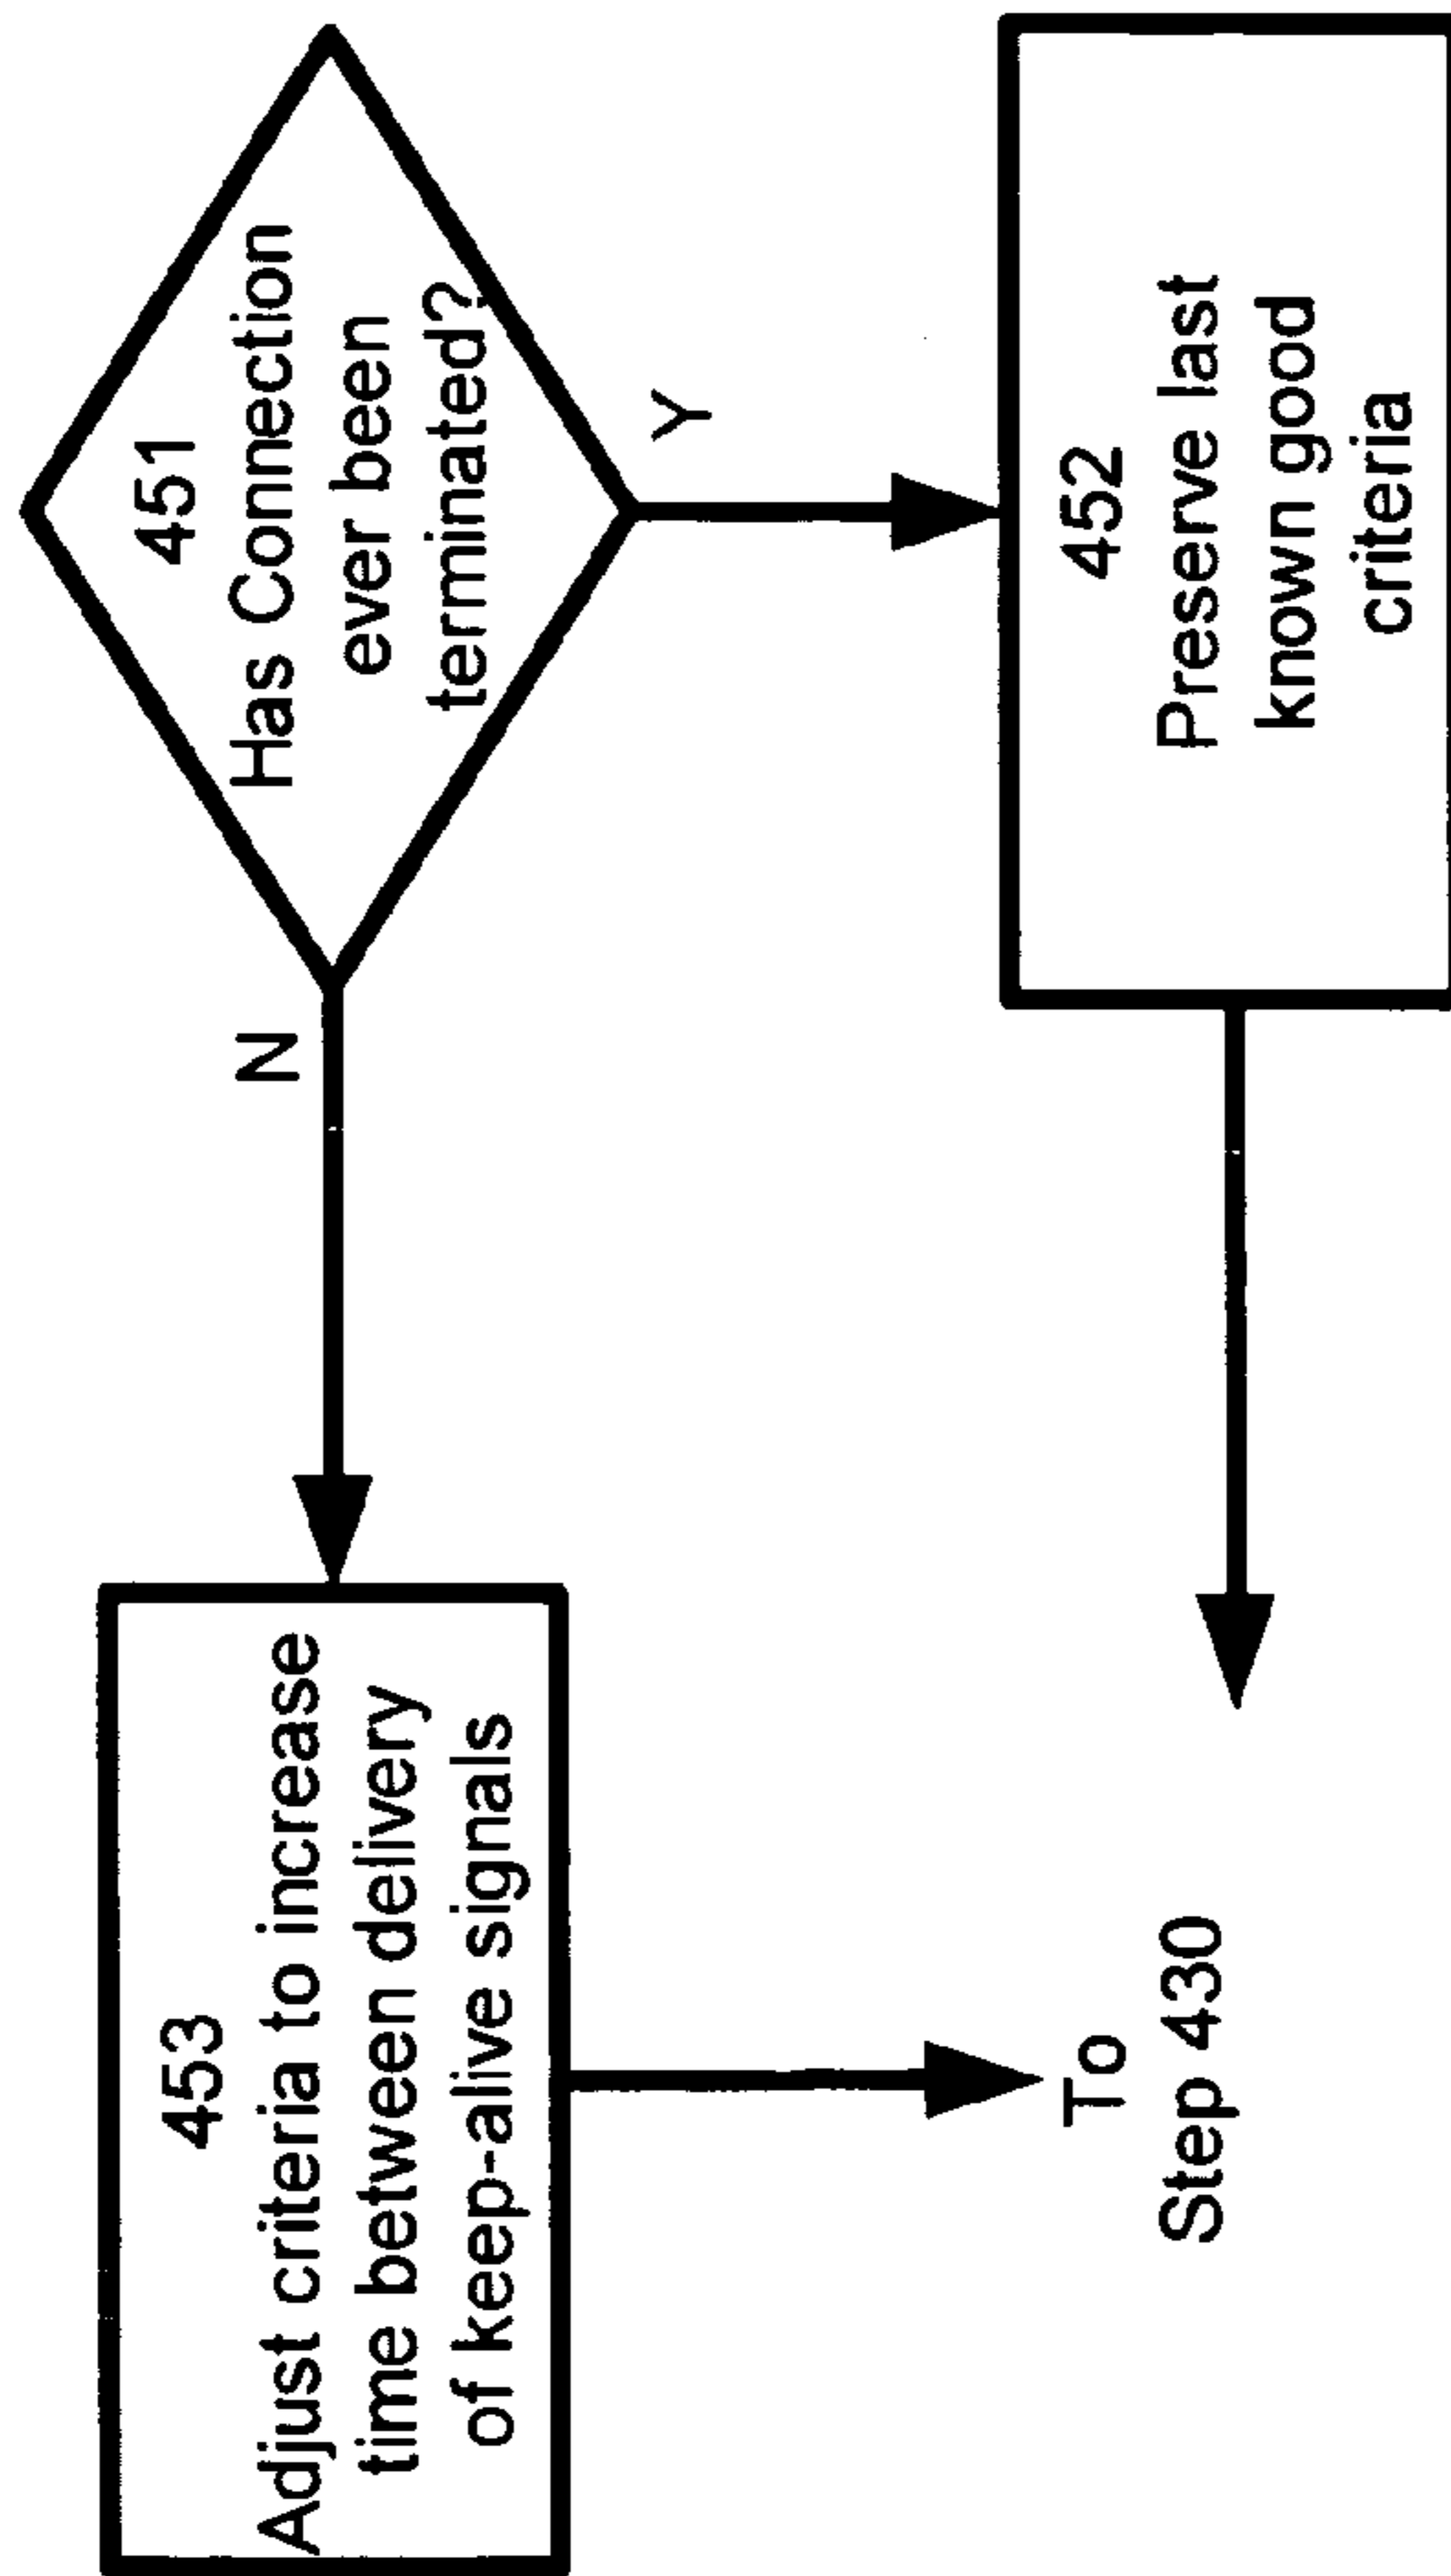 453
Adjust criteria to increase
time between delivery
of keep-alive signals
N
451
Has Connection
ever been
terminated?
Y
To
Step 430
452
Preserve last
known good
criteria